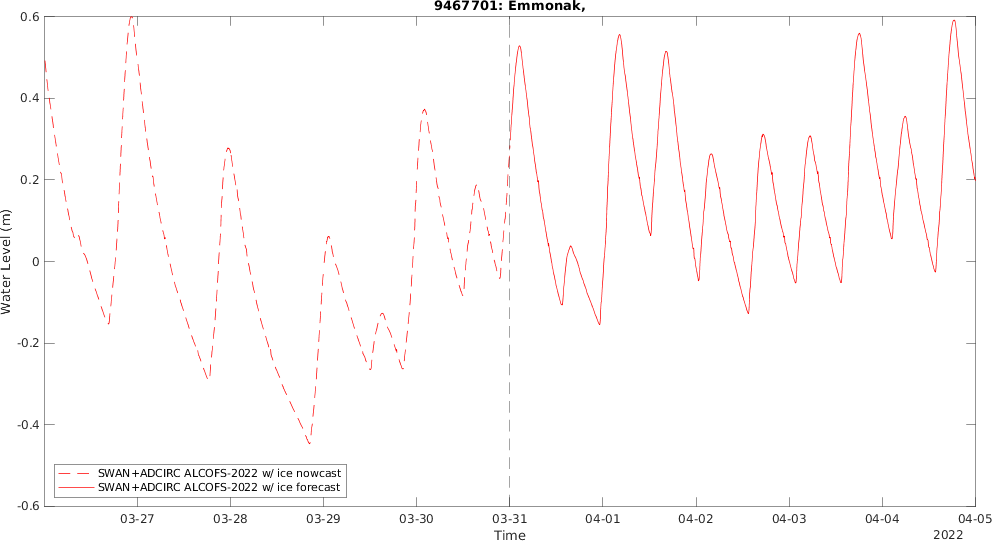 9467701: Emmonak,
0.6
0.4
0.2
0
-0.2
-0.4
-0.6
Water Level (m)
SWAN+ADCIRC ALCOFS-2022 w/ ice nowcast
SWAN+ADCIRC ALCOFS-2022 w/ ice forecast
03-27 03-28 03-29 03-30 03-31 04-01 04-02 04-03 04-04 04-05
Time
2022